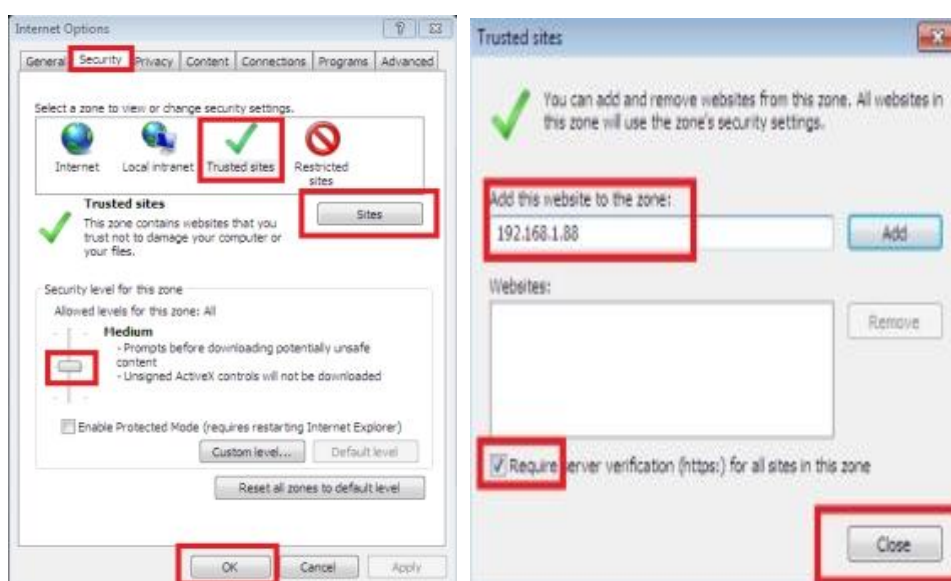 Internet Options
General Security Privacy Content Connections Programs Advanced
Select a zone to view or change security settings.
Internet Local intranet Trusted sites Restricted
sites
Sites
Trusted sites
This zone contains websites that you
trust not to damage your computer or
your files.
Security level for this zone
Allowed levels for this zone: All
Medium
- Prompts before downloading potentially unsafe
content
- Unsigned ActiveX controls will not be downloaded
Enable Protected Mode (requires restarting Internet Explorer)
Custom level... Default level
Reset all zones to default level
OK Cancel Apply
Trusted sites
You can add and remove websites from this zone. All websites in
this zone will use the zone's security settings.
Add this website to the zone:
192.168.1.88 Add
Websites:
Remove
Require server verification (https:) for all sites in this zone
Close